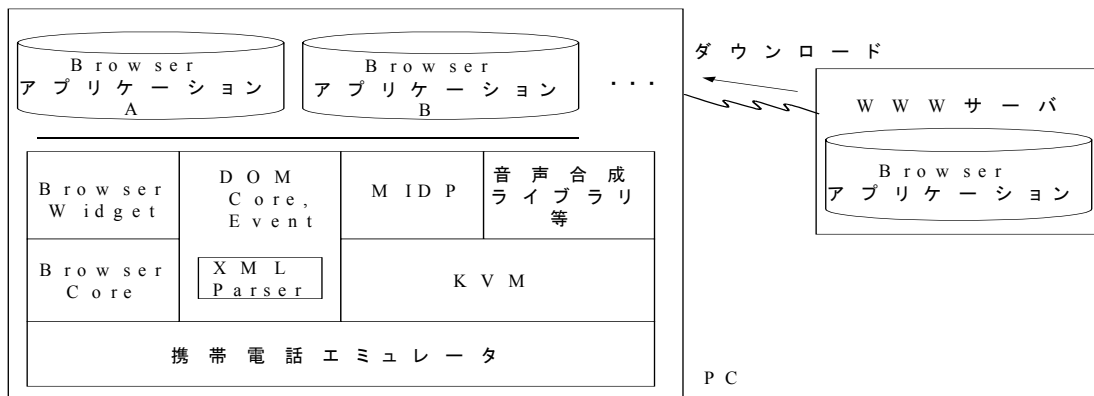 Browser
アプリケーション
A
Browser
アプリケーション
B
・・・
ダウンロード
WWWサーバ
Browser
アプリケーション
Browser
Widget
DOM
Core,
Event
MIDP
音声合成
ライブラリ
等
Browser
Core
XML
Parser
KVM
携帯電話エミュレータ
PC